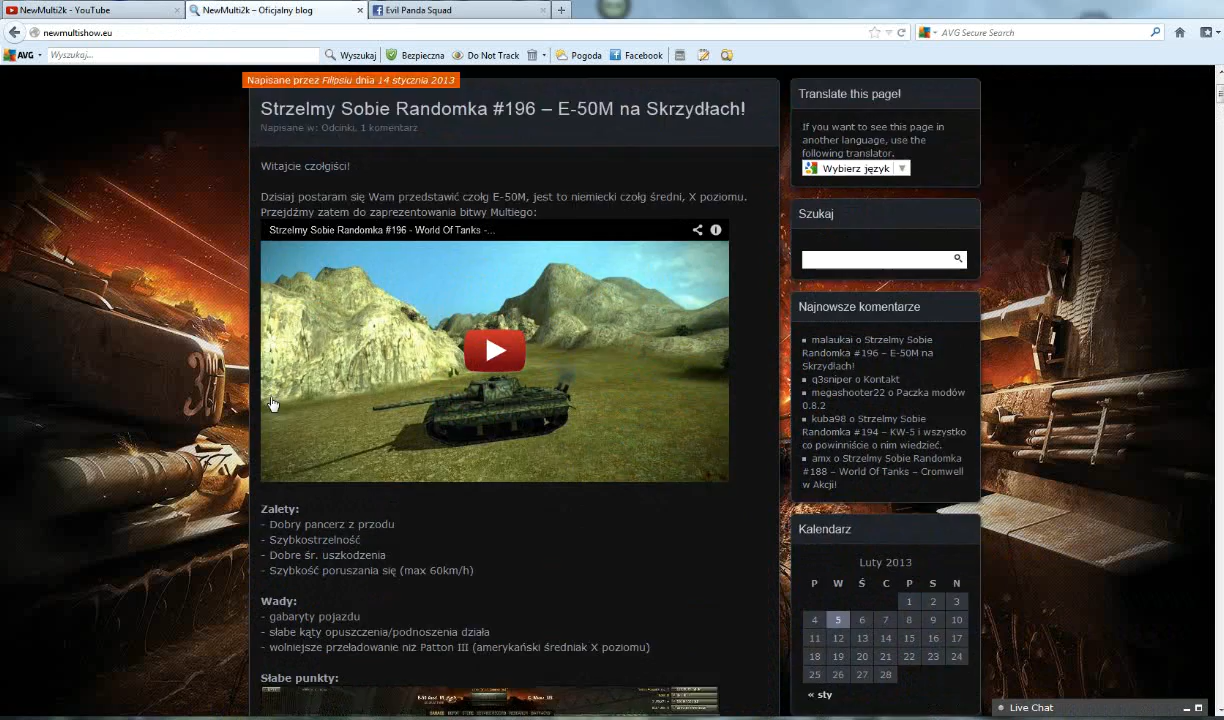 NewMulti2k - YouTube
NewMulti2k – Oficjalny blog
Evil Panda Squad
newmultishow.eu
AVG Secure Search
AVG
Wyszukaj...
Wyszukaj
Bezpieczna
Do Not Track
Pogoda
Facebook
Napisane przez Filipsiu dnia 14 stycznia 2013
Strzelmy Sobie Randomka #196 – E-50M na Skrzydłach!
Napisane w: Odcinki, 1 komentarz
Witajcie czołgiści!
Dzisiaj postaram się Wam przedstawić czołg E-50M, jest to niemiecki czołg średni, X poziomu.
Przejdźmy zatem do zaprezentowania bitwy Multiego:
Strzelmy Sobie Randomka #196 - World Of Tanks -...
Zalety:
- Dobry pancerz z przodu
- Szybkostrzelność
- Dobre śr. uszkodzenia
- Szybkość poruszania się (max 60km/h)
Wady:
- gabaryty pojazdu
- słabe kąty opuszczenia/podnoszenia działa
- wolniejsze przeładowanie niż Patton III (amerykański średniak X poziomu)
Słabe punkty:
Translate this page!
If you want to see this page in
another language, use the
following translator.
Wybierz język
Szukaj
Najnowsze komentarze
malaukai o Strzelmy Sobie
Randomka #196 – E-50M na
Skrzydłach!
q3sniper o Kontakt
megashooter22 o Paczka modów
0.8.2
kuba98 o Strzelmy Sobie
Randomka #194 – KW-5 i wszystko
co powinniście o nim wiedzieć.
amx o Strzelmy Sobie Randomka
#188 – World Of Tanks – Cromwell
w Akcji!
Kalendarz
Luty 2013
P W Ś C P S N
1 2 3
4 5 6 7 8 9 10
11 12 13 14 15 16 17
18 19 20 21 22 23 24
25 26 27 28
« sty
Live Chat